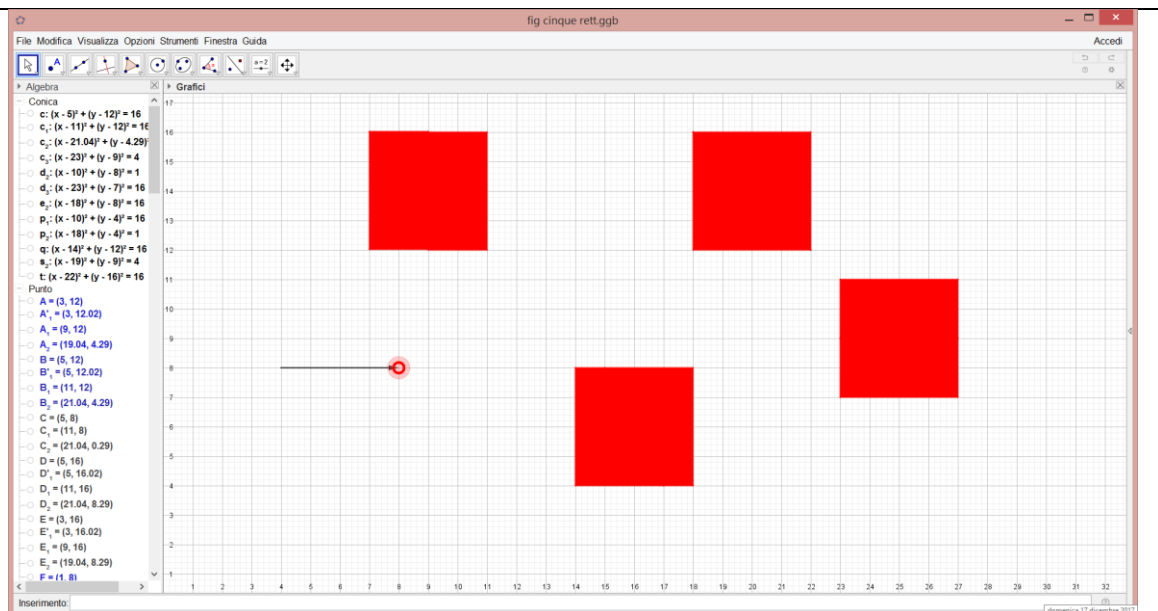 fig cinque rett.ggb
File Modifica Visualizza Opzioni Strumenti Finestra Guida
Accedi
Algebra
Grafici
Conica
c: (x - 5)² + (y - 12)² = 16
c₁: (x - 11)² + (y - 12)² = 16
c₂: (x - 21.04)² + (y - 4.29)²
c₃: (x - 23)² + (y - 9)² = 4
d₂: (x - 10)² + (y - 8)² = 1
d₃: (x - 23)² + (y - 7)² = 16
e₂: (x - 18)² + (y - 8)² = 16
p₁: (x - 10)² + (y - 4)² = 16
p₂: (x - 18)² + (y - 4)² = 1
q: (x - 14)² + (y - 12)² = 16
s₂: (x - 19)² + (y - 9)² = 4
t: (x - 22)² + (y - 16)² = 16
Punto
A = (3, 12)
A'₁ = (3, 12.02)
A₁ = (9, 12)
A₂ = (19.04, 4.29)
B = (5, 12)
B'₁ = (5, 12.02)
B₁ = (11, 12)
B₂ = (21.04, 4.29)
C = (5, 8)
C₁ = (11, 8)
C₂ = (21.04, 0.29)
D = (5, 16)
D'₁ = (5, 16.02)
D₁ = (11, 16)
D₂ = (21.04, 8.29)
E = (3, 16)
E'₁ = (3, 16.02)
E₁ = (9, 16)
E₂ = (19.04, 8.29)
F = (1, 8)
17
16
15
14
13
12
11
10
9
8
7
6
5
4
3
2
1
1 2 3 4 5 6 7 8 9 10 11 12 13 14 15 16 17 18 19 20 21 22 23 24 25 26 27 28 29 30 31 32
Inserimento:
domenica 17 dicembre 2017